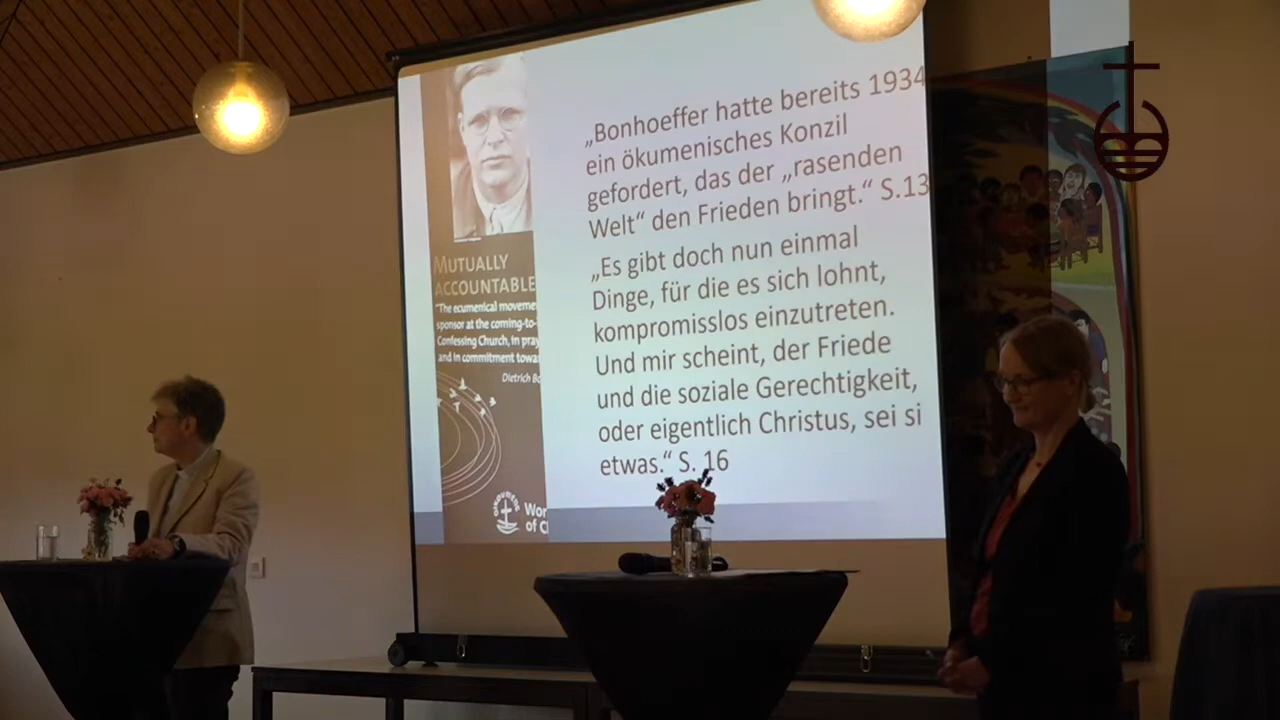 „Bonhoeffer hatte bereits 1934
ein ökumenisches Konzil
gefordert, das der „rasenden
Welt“ den Frieden bringt.“ S.13
„Es gibt doch nun einmal
Dinge, für die es sich lohnt,
kompromisslos einzutreten.
Und mir scheint, der Friede
und die soziale Gerechtigkeit,
oder eigentlich Christus, sei si
etwas.“ S. 16
MUTUALLY
ACCOUNTABLE
"The ecumenical moveme
sponsor at the coming-to-
Confessing Church, in pray
and in commitment towa
Dietrich Bo
OIKOUMENE
Wor
of C